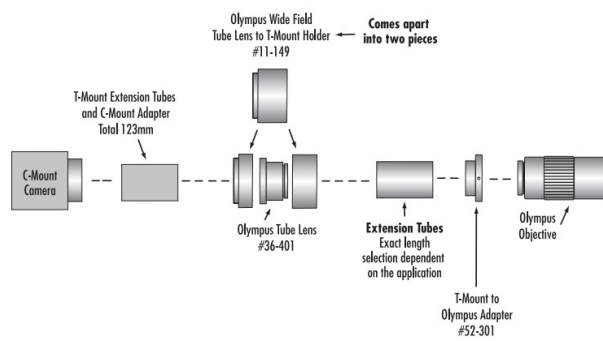 Olympus Wide Field
Tube Lens to T-Mount Holder
#11-149
Comes apart
into two pieces
T-Mount Extension Tubes
and C-Mount Adapter
Total 123mm
C-Mount
Camera
Olympus Tube Lens
#36-401
Extension Tubes
Exact length
selection dependent
on the application
Olympus
Objective
T-Mount to
Olympus Adapter
#52-301